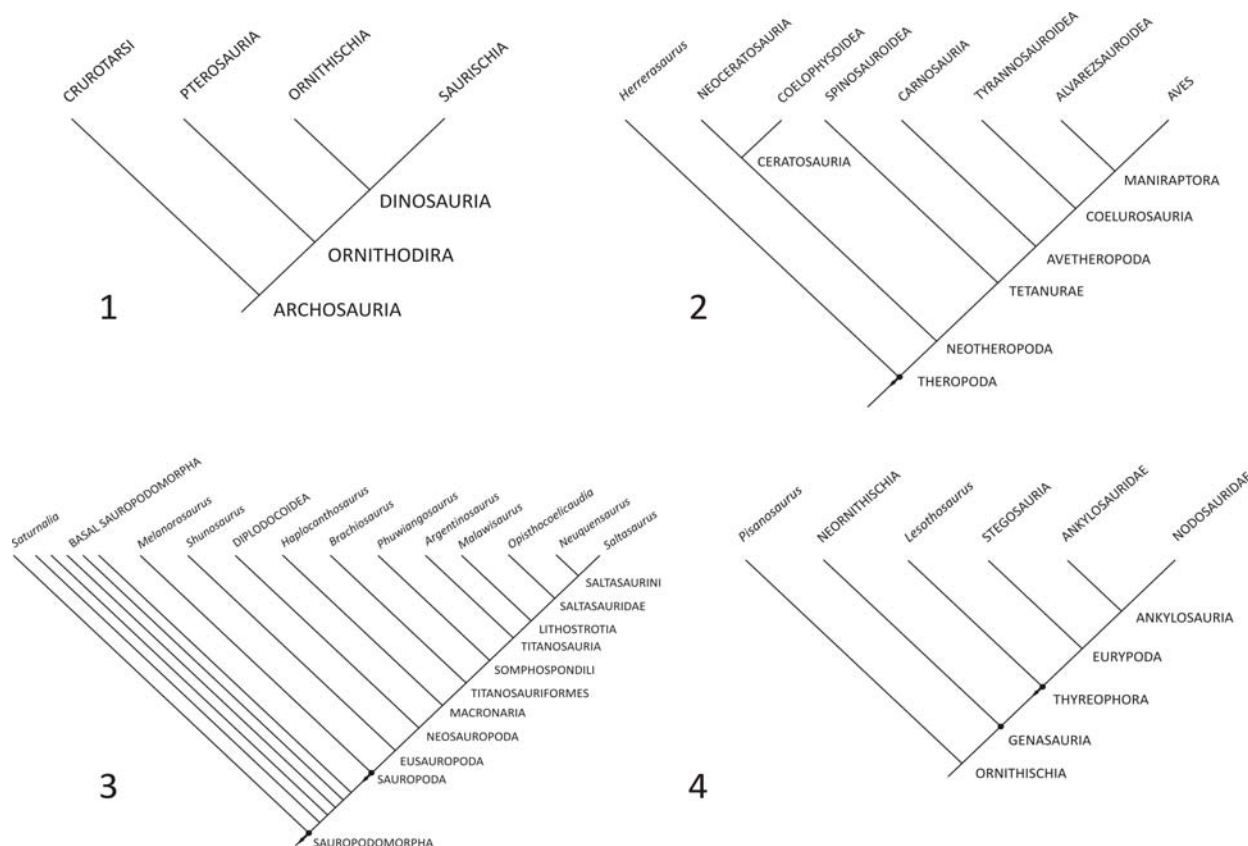 CRUROTARSI
PTEROSAURIA
ORNITHISCHIA
SAURISCHIA
DINOSAURIA
ORNITHODIRA
ARCHOSAURIA
1
Herrerasaurus
NEOCERATOSAURIA
COELOPHYSOIDEA
SPINOSAUROIDEA
CARNOSAURIA
TYRANNOSAUROIDEA
ALVAREZSAUROIDEA
AVES
CERATOSAURIA
MANIRAPTORA
COELUROSAURIA
AVETHEROPODA
TETANURAE
NEOTHEROPODA
THEROPODA
2
Saturnalia
BASAL SAUROPODOMORPHA
Melanorosaurus
Shunosaurus
DIPLODOCOIDEA
Haplocanthosaurus
Brachiosaurus
Phuwiangosaurus
Argentinosaurus
Malawisaurus
Opisthocoelicaudia
Neuquensaurus
Saltasaurus
SALTASAURINI
SALTASAURIDAE
LITHOSTROTIA
TITANOSAURIA
SOMPHOSPONDILI
TITANOSAURIFORMES
MACRONARIA
NEOSAUROPODA
EUSAUROPODA
SAUROPODA
SAUROPODOMORPHA
3
Pisanosaurus
NEORNITHISCHIA
Lesothosaurus
STEGOSAURIA
ANKYLOSAURIDAE
NODOSAURIDAE
ANKYLOSAURIA
EURYPODA
THYREOPHORA
GENASAURIA
ORNITHISCHIA
4